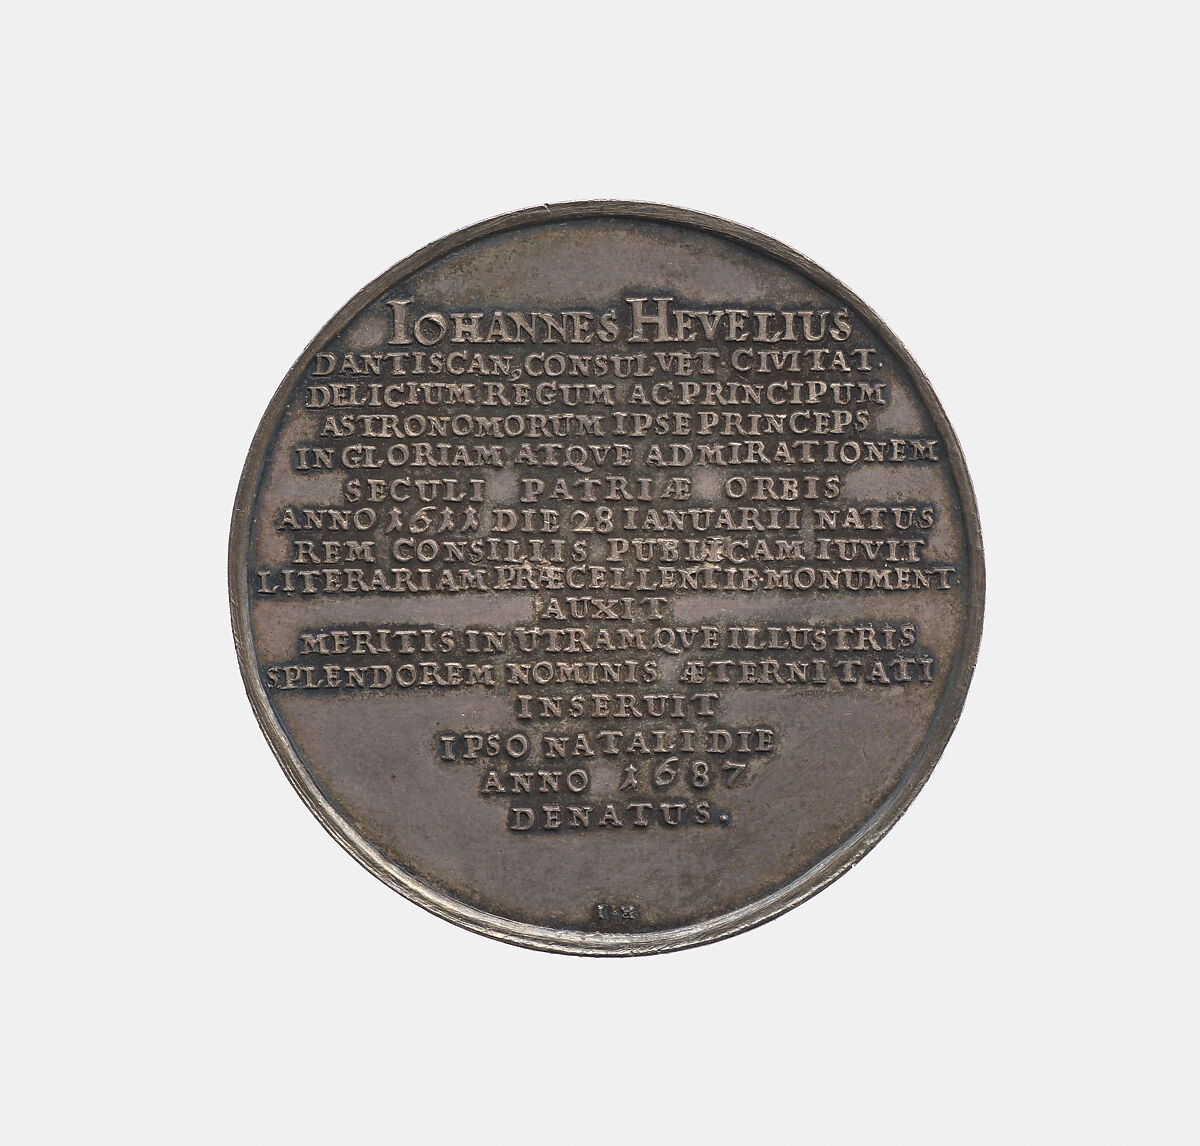 IOHANNES HEVELIUS
DANTISCAN, CONSUL VET. CIVITAT.
DELICIUM REGUM AC PRINCIPUM
ASTRONOMORUM IPSE PRINCEPS
IN GLORIAM ATQVE ADMIRATIONEM
SECULI PATRIÆ ORBIS
ANNO 1611 DIE 28 IANUARII NATUS
REM CONSILIIS PUBLICAM IUVIT
LITERARIAM PRÆCELLENTIB. MONUMENT.
AUXIT
MERITIS IN UTRAMQVE ILLUSTRIS
SPLENDOREM NOMINIS ÆTERNITATI
INSERUIT
IPSO NATALI DIE
ANNO 1687
DENATUS.